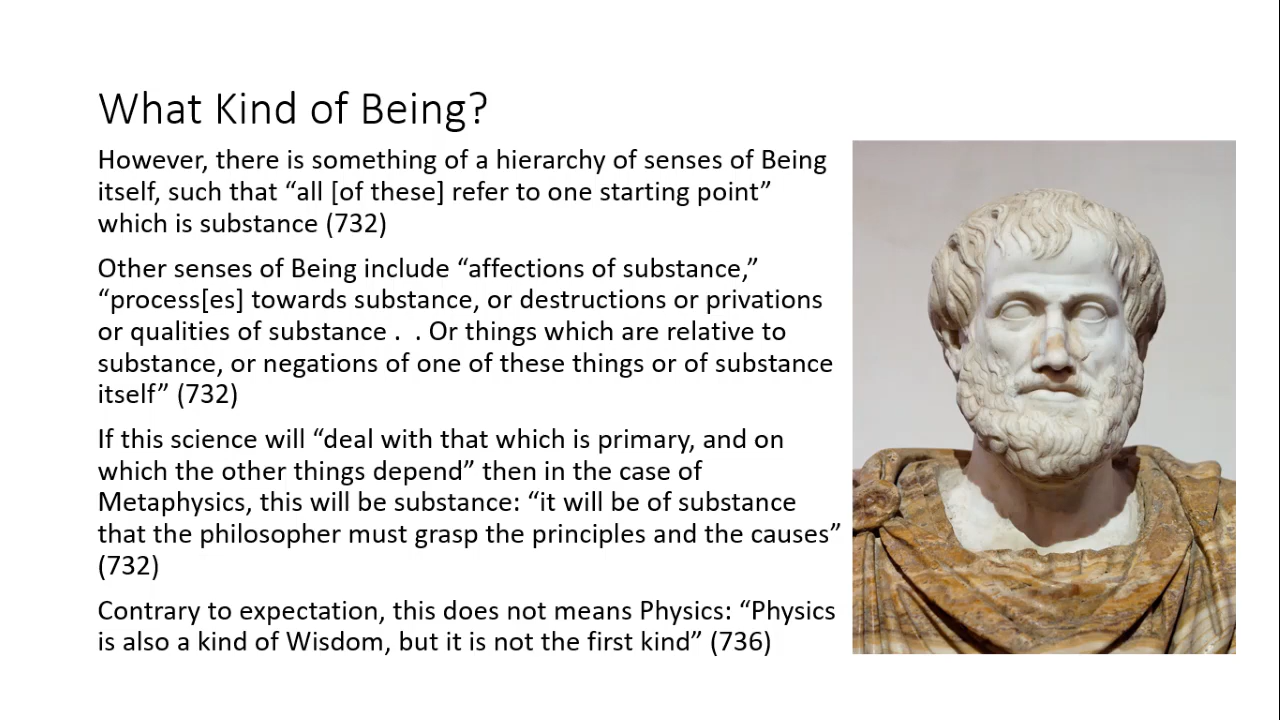 What Kind of Being?
However, there is something of a hierarchy of senses of Being
itself, such that “all [of these] refer to one starting point”
which is substance (732)
Other senses of Being include “affections of substance,”
“process[es] towards substance, or destructions or privations
or qualities of substance .  . Or things which are relative to
substance, or negations of one of these things or of substance
itself” (732)
If this science will “deal with that which is primary, and on
which the other things depend” then in the case of
Metaphysics, this will be substance: “it will be of substance
that the philosopher must grasp the principles and the causes”
(732)
Contrary to expectation, this does not means Physics: “Physics
is also a kind of Wisdom, but it is not the first kind” (736)